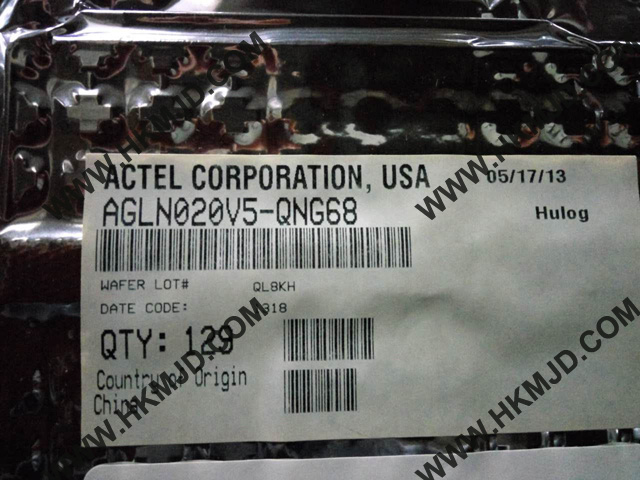 ACTEL CORPORATION, USA 05/17/13
AGLN020V5-QNG68 Hulog
WAFER LOT# QL8KH
DATE CODE:
QTY: 129
Country of Origin
China
WWW.HKMJD.COM
WWW.HKMJD.COM
WWW.HKMJD.COM
WWW.HKMJD.COM